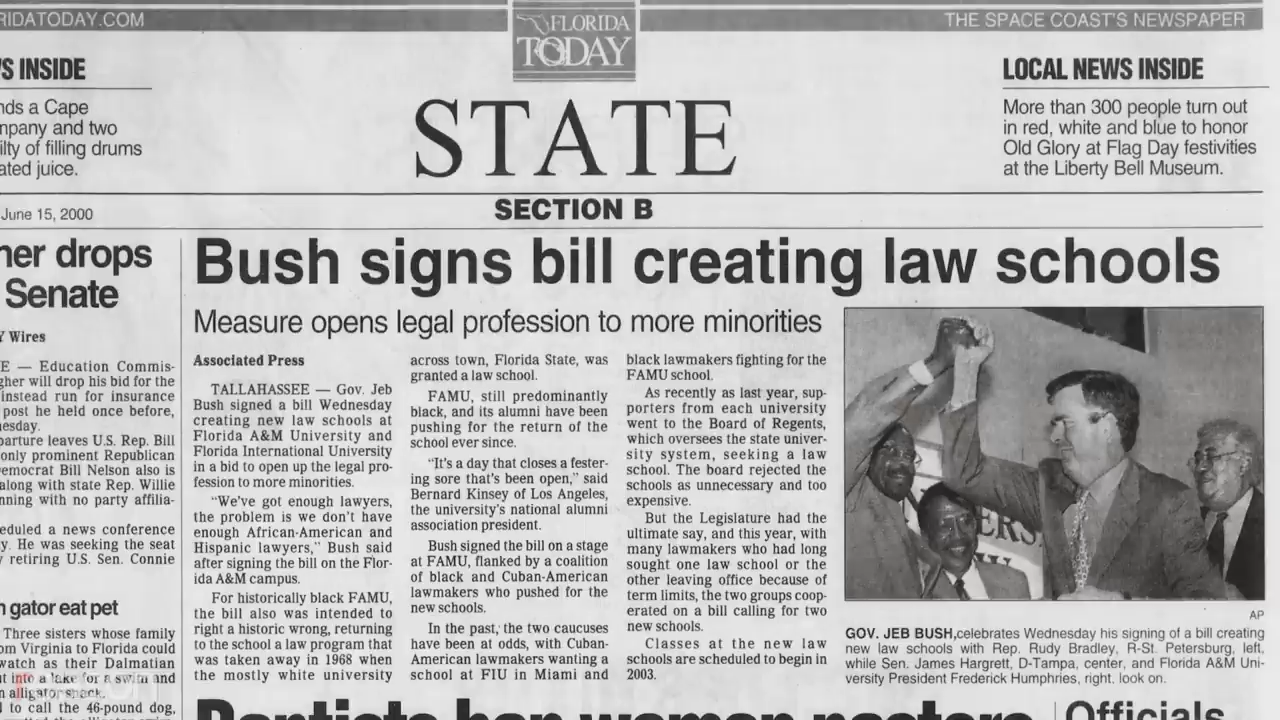 RIDATODAY.COM
FLORIDA
TODAY
THE SPACE COAST'S NEWSPAPER
S INSIDE
nds a Cape
npany and two
ilty of filling drums
ated juice.
STATE
LOCAL NEWS INSIDE
More than 300 people turn out
in red, white and blue to honor
Old Glory at Flag Day festivities
at the Liberty Bell Museum.
June 15, 2000
SECTION B
ner drops
Senate
Y Wires
E — Education Commis-
gher will drop his bid for the
instead run for insurance
post he held once before,
nesday.
parture leaves U.S. Rep. Bill
only prominent Republican
emocrat Bill Nelson also is
along with state Rep. Willie
nning with no party affilia-
eduled a news conference
y. He was seeking the seat
y retiring U.S. Sen. Connie
n gator eat pet
Three sisters whose family
om Virginia to Florida could
watch as their Dalmatian
ut into a lake for a swim and
n alligator snack.
l to call the 46-pound dog,
Bush signs bill creating law schools
Measure opens legal profession to more minorities
Associated Press
TALLAHASSEE — Gov. Jeb
Bush signed a bill Wednesday
creating new law schools at
Florida A&M University and
Florida International University
in a bid to open up the legal pro-
fession to more minorities.
"We've got enough lawyers,
the problem is we don't have
enough African-American and
Hispanic lawyers," Bush said
after signing the bill on the Flor-
ida A&M campus.
For historically black FAMU,
the bill also was intended to
right a historic wrong, returning
to the school a law program that
was taken away in 1968 when
the mostly white university
across town, Florida State, was
granted a law school.
FAMU, still predominantly
black, and its alumni have been
pushing for the return of the
school ever since.
"It's a day that closes a fester-
ing sore that's been open," said
Bernard Kinsey of Los Angeles,
the university's national alumni
association president.
Bush signed the bill on a stage
at FAMU, flanked by a coalition
of black and Cuban-American
lawmakers who pushed for the
new schools.
In the past, the two caucuses
have been at odds, with Cuban-
American lawmakers wanting a
school at FIU in Miami and
black lawmakers fighting for the
FAMU school.
As recently as last year, sup-
porters from each university
went to the Board of Regents,
which oversees the state univer-
sity system, seeking a law
school. The board rejected the
schools as unnecessary and too
expensive.
But the Legislature had the
ultimate say, and this year, with
many lawmakers who had long
sought one law school or the
other leaving office because of
term limits, the two groups coop-
erated on a bill calling for two
new schools.
Classes at the new law
schools are scheduled to begin in
2003.
AP
GOV. JEB BUSH,celebrates Wednesday his signing of a bill creating
new law schools with Rep. Rudy Bradley, R-St. Petersburg, left,
while Sen. James Hargrett, D-Tampa, center, and Florida A&M Uni-
versity President Frederick Humphries, right, look on.
Baptists ban women pastors
Officials